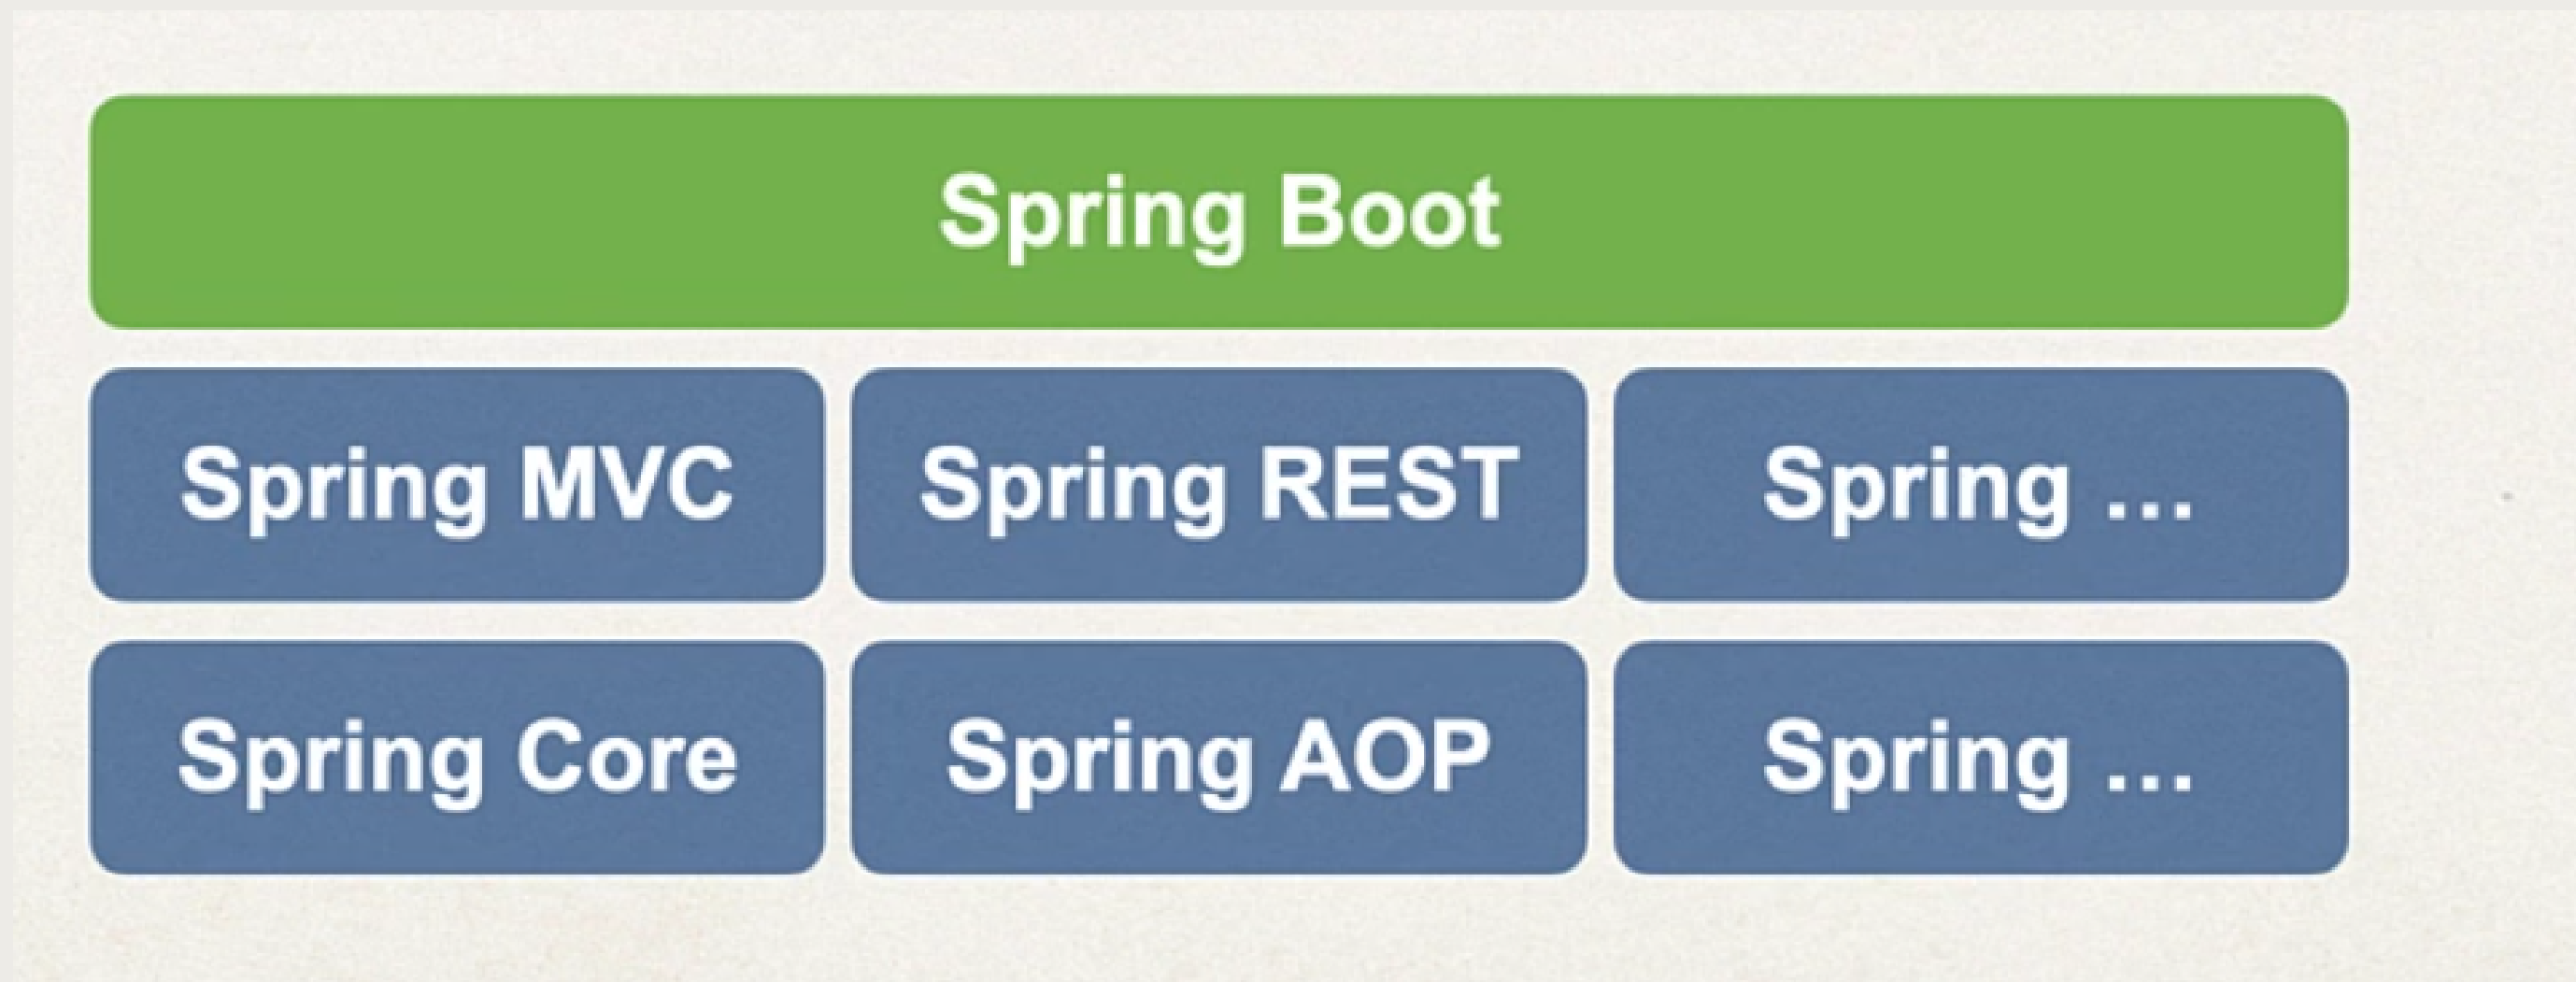 Spring Boot
Spring MVC
Spring REST
Spring ...
Spring Core
Spring AOP
Spring ...